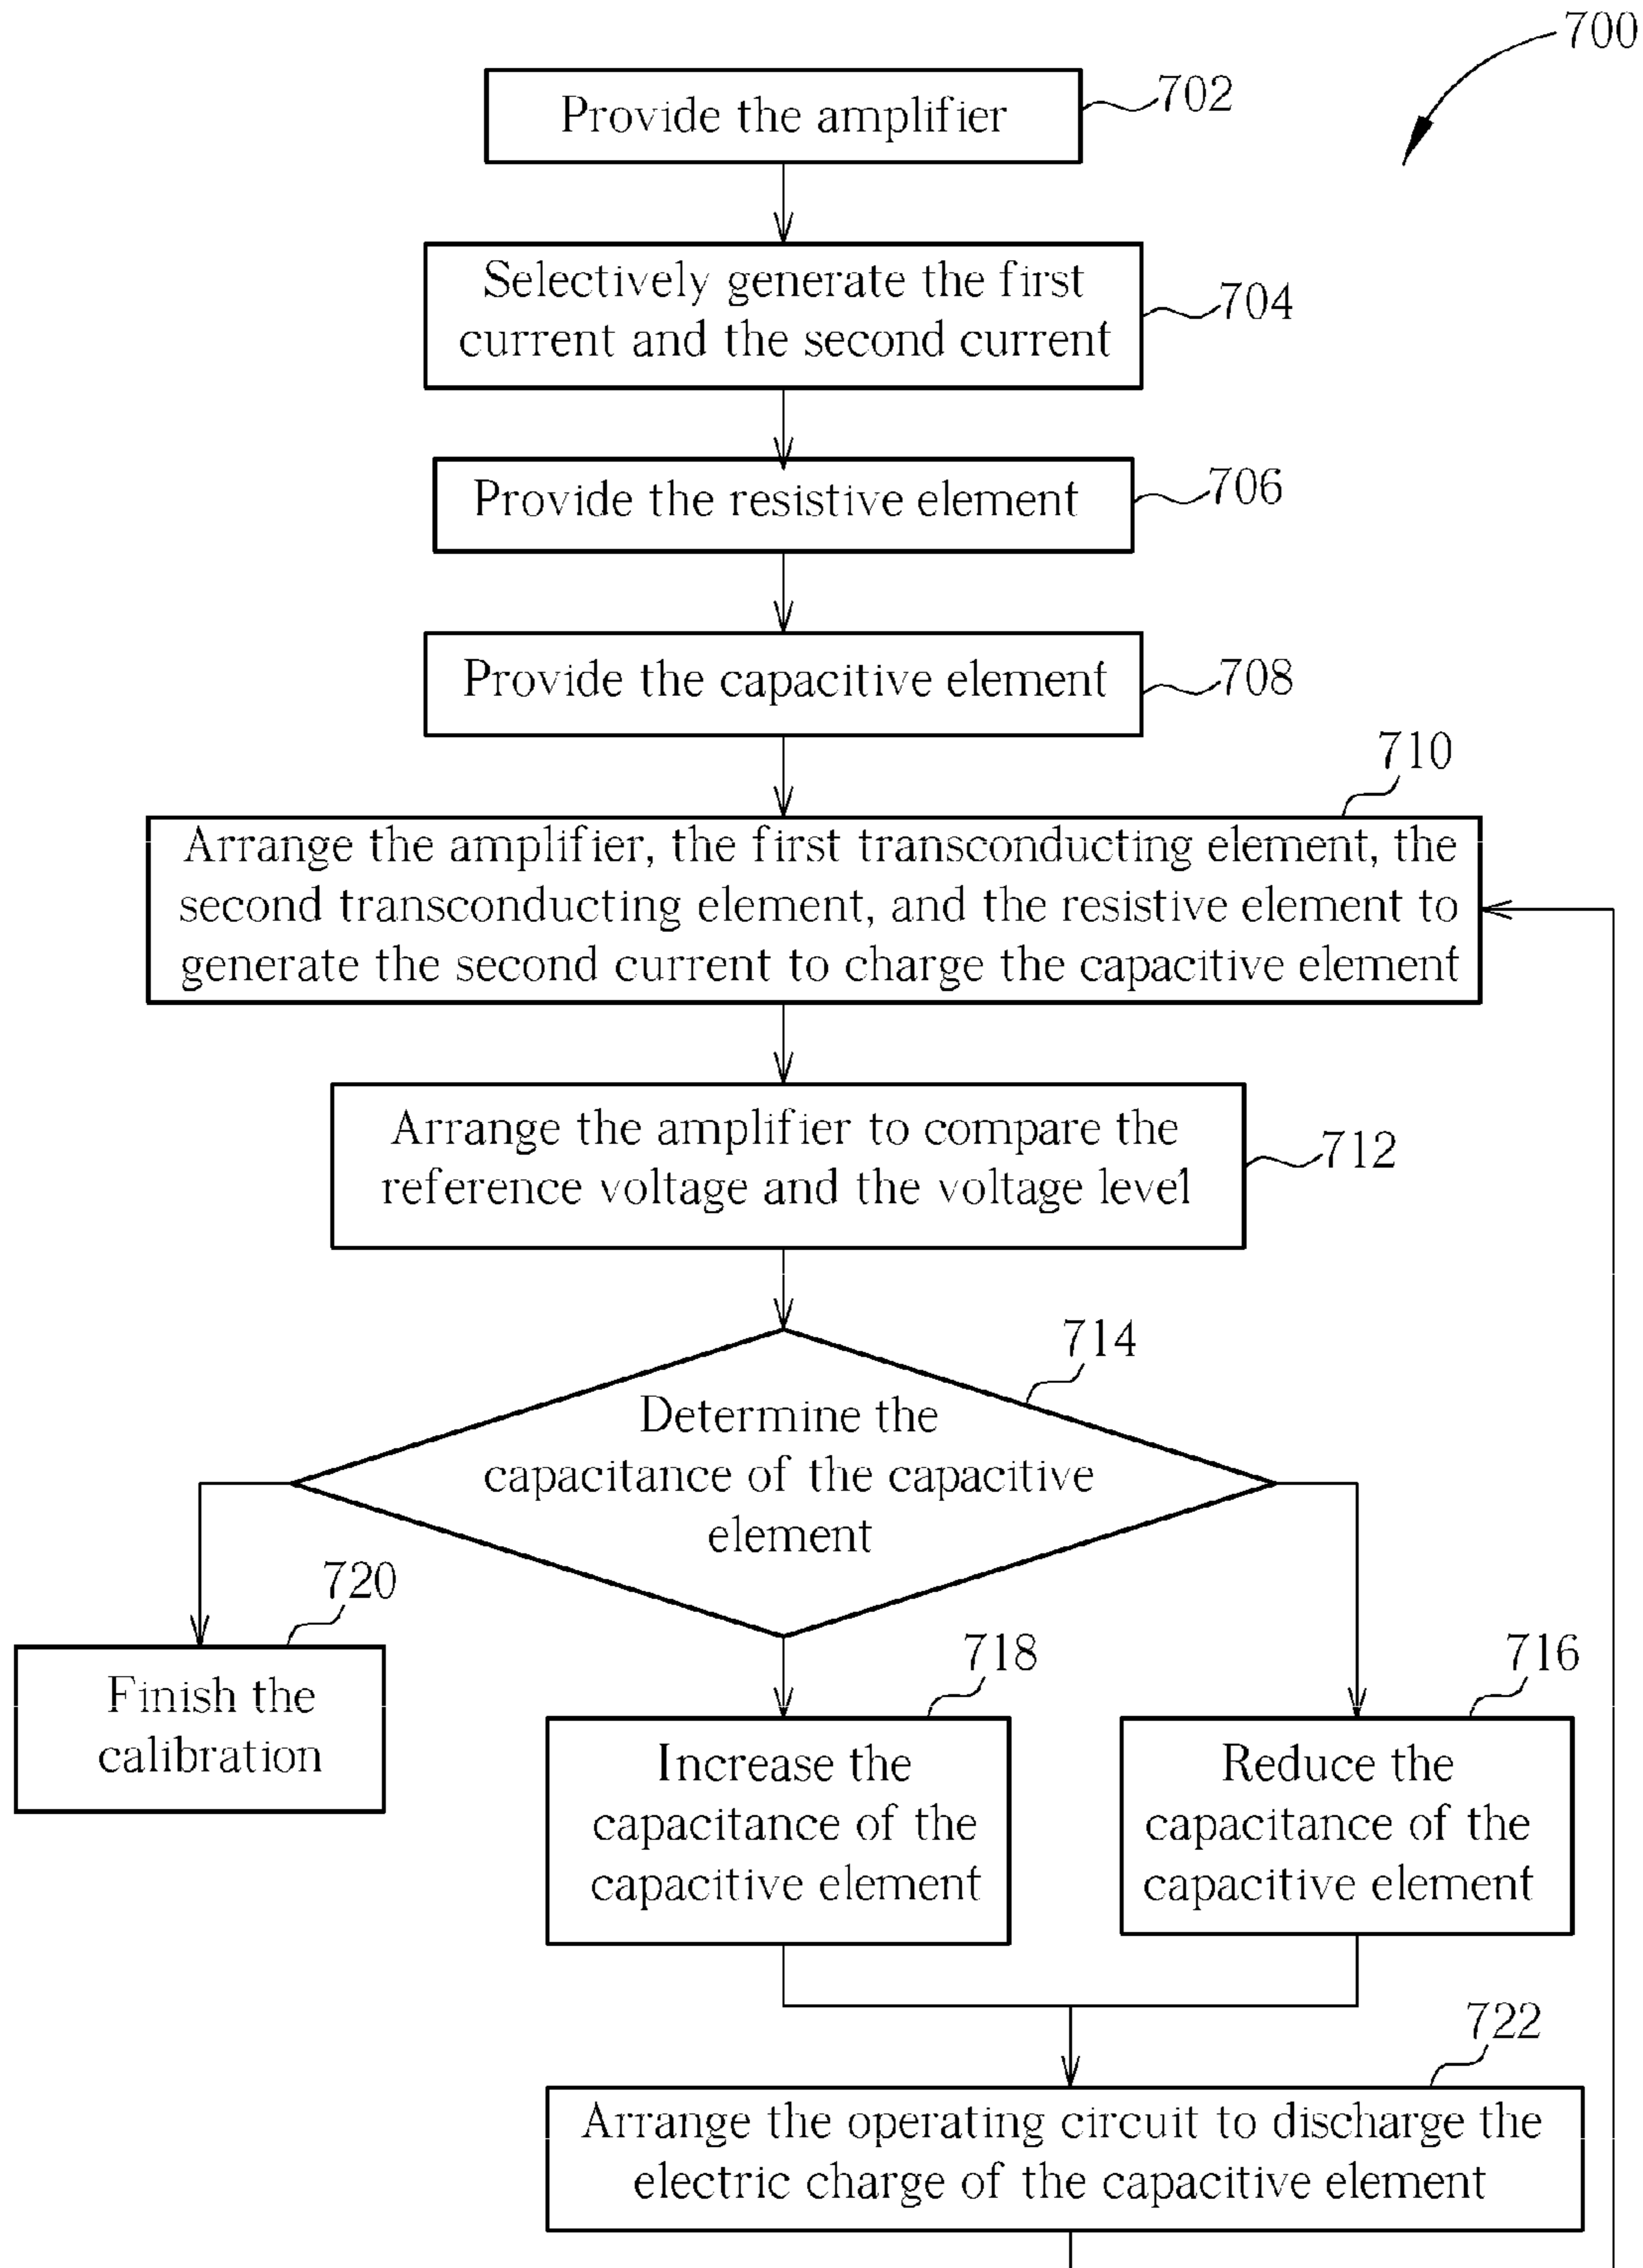 700
Provide the amplifier
702
Selectively generate the first
current and the second current
704
Provide the resistive element
706
Provide the capacitive element
708
710
Arrange the amplifier, the first transconducting element, the
second transconducting element, and the resistive element to
generate the second current to charge the capacitive element
Arrange the amplifier to compare the
reference voltage and the voltage level
712
714
Determine the
capacitance of the capacitive
element
720
Finish the
calibration
718
Increase the
capacitance of the
capacitive element
716
Reduce the
capacitance of the
capacitive element
722
Arrange the operating circuit to discharge the
electric charge of the capacitive element